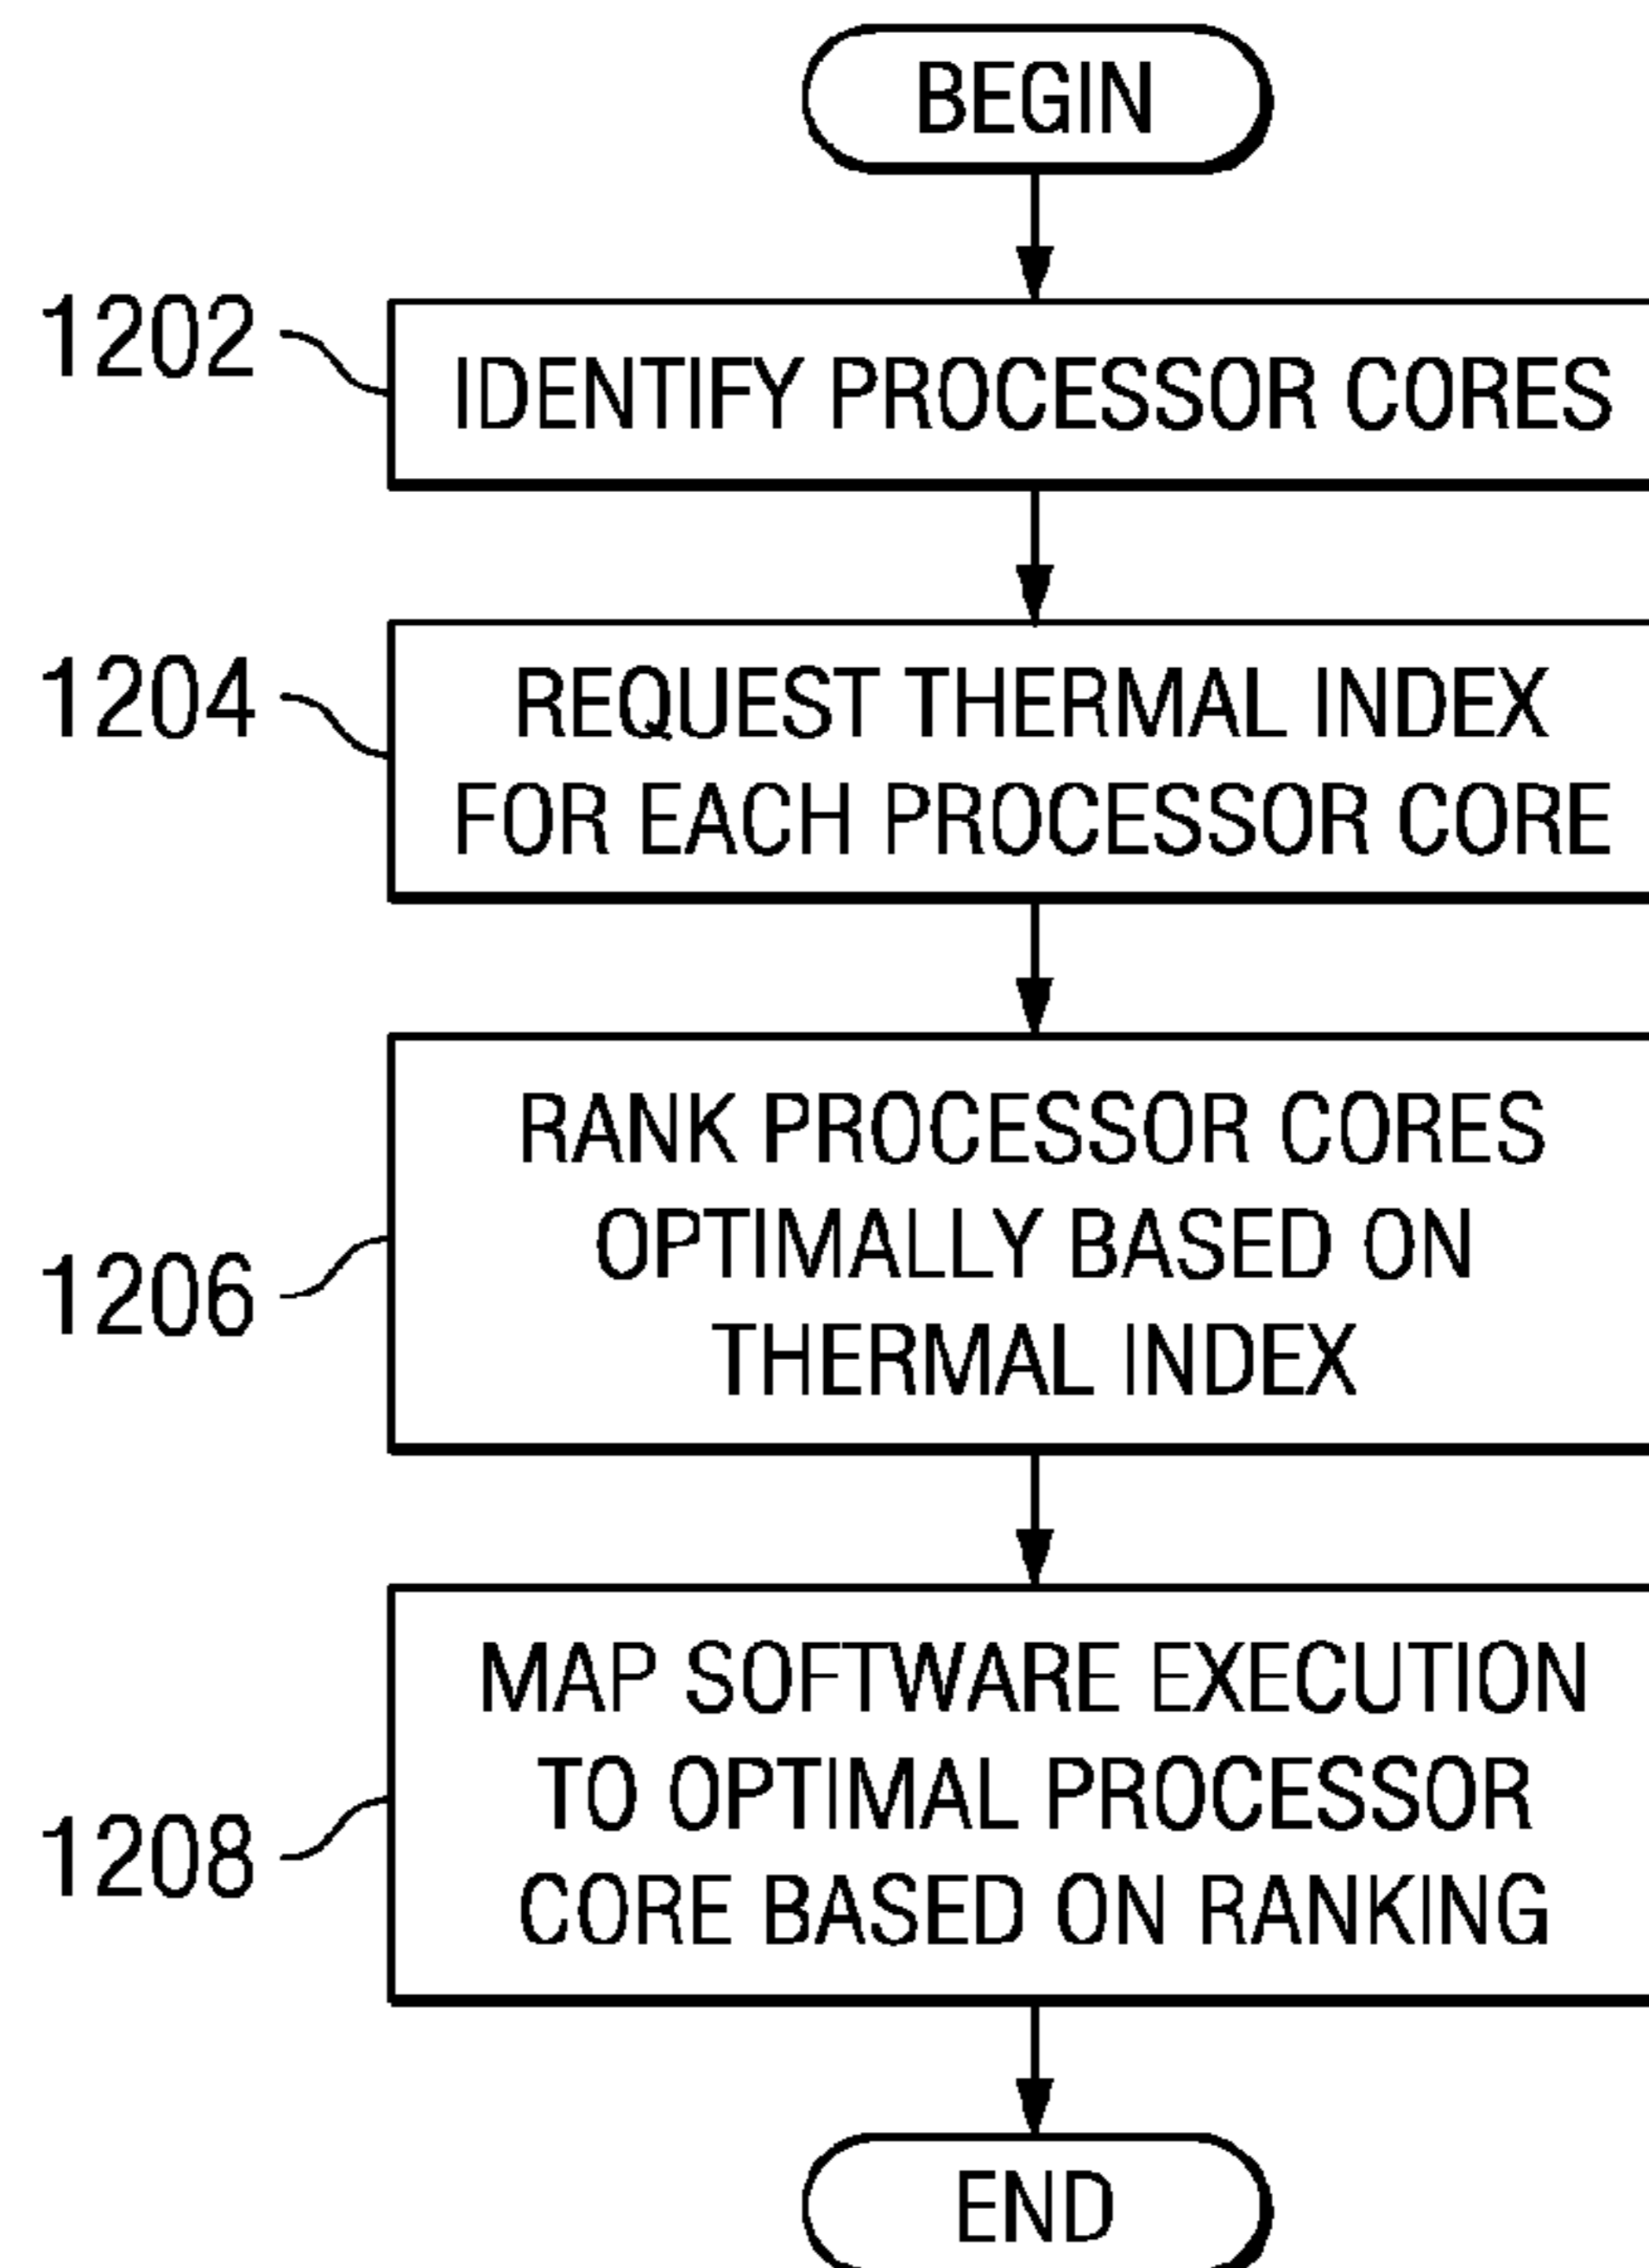 BEGIN
1202
IDENTIFY PROCESSOR CORES
1204
REQUEST THERMAL INDEX
FOR EACH PROCESSOR CORE
RANK PROCESSOR CORES
OPTIMALLY BASED ON
1206
THERMAL INDEX
MAP SOFTWARE EXECUTION
TO OPTIMAL PROCESSOR
1208
CORE BASED ON RANKING
END